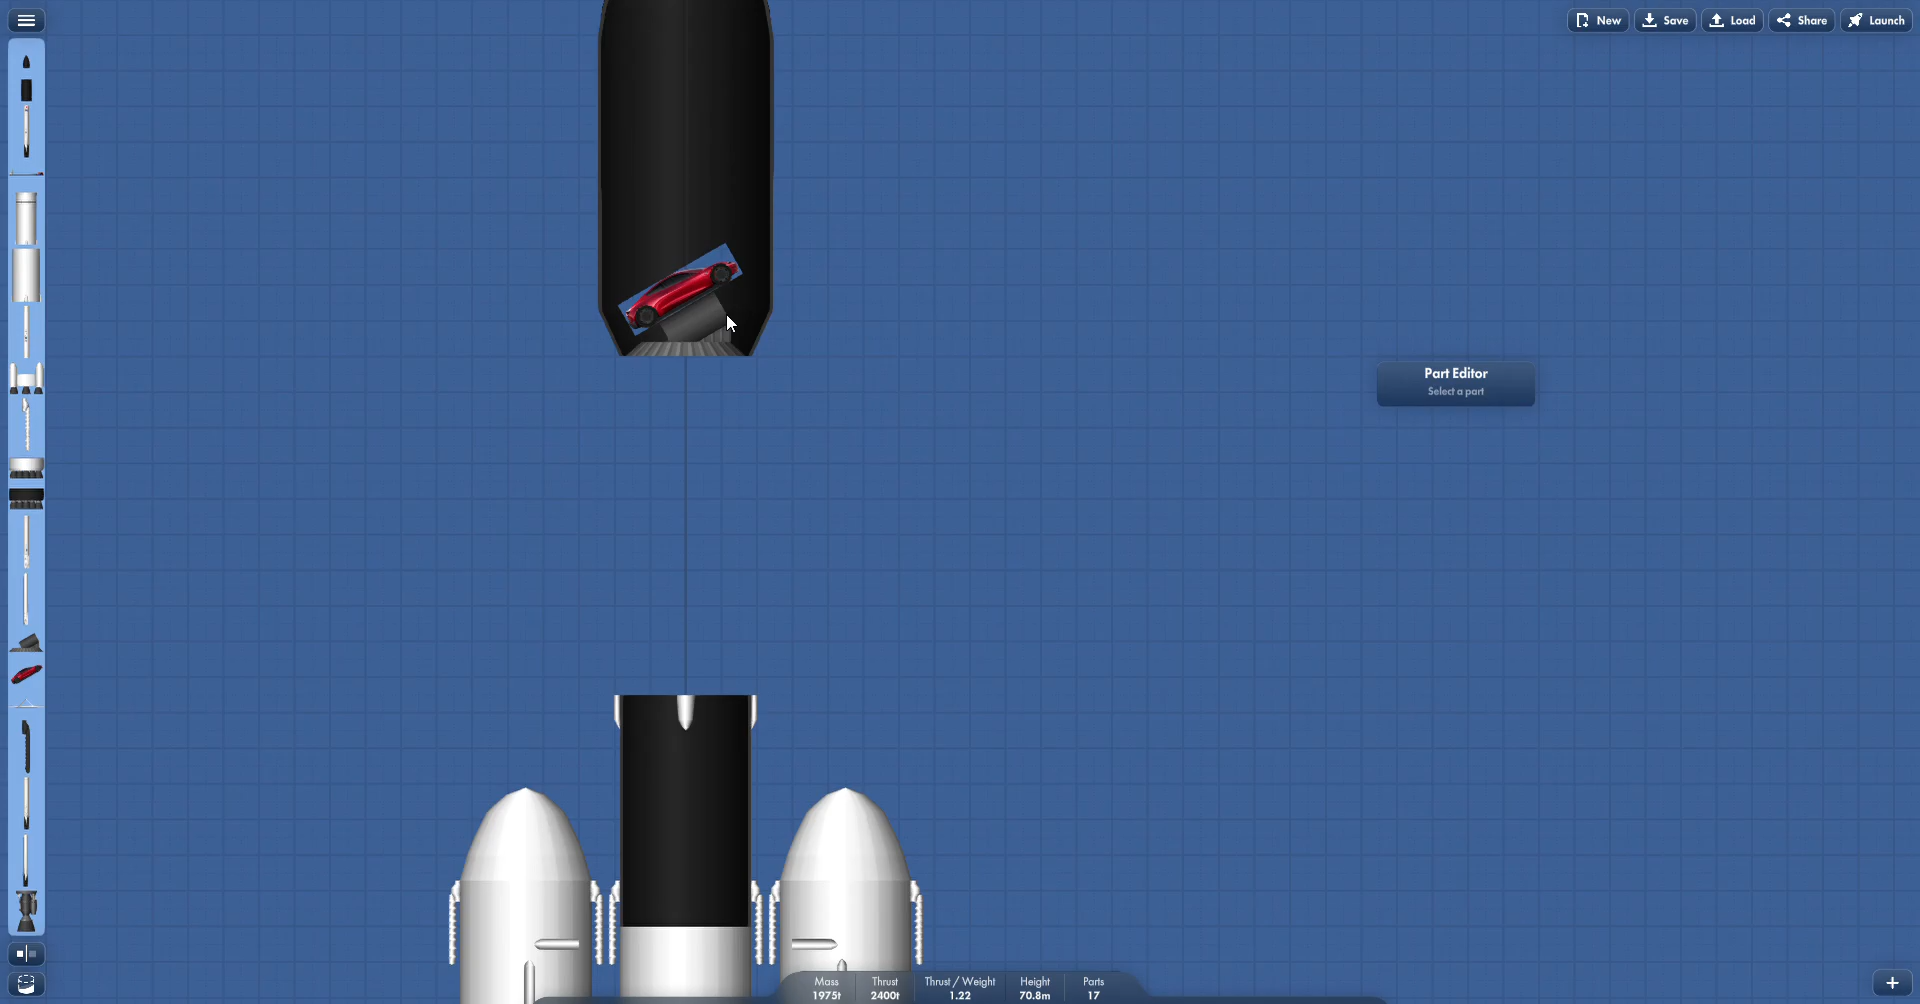 New
Save
Load
Share
Launch
Part Editor
Select a part
Mass
1975t
Thrust
2400t
Thrust / Weight
1.22
Height
70.8m
Parts
17